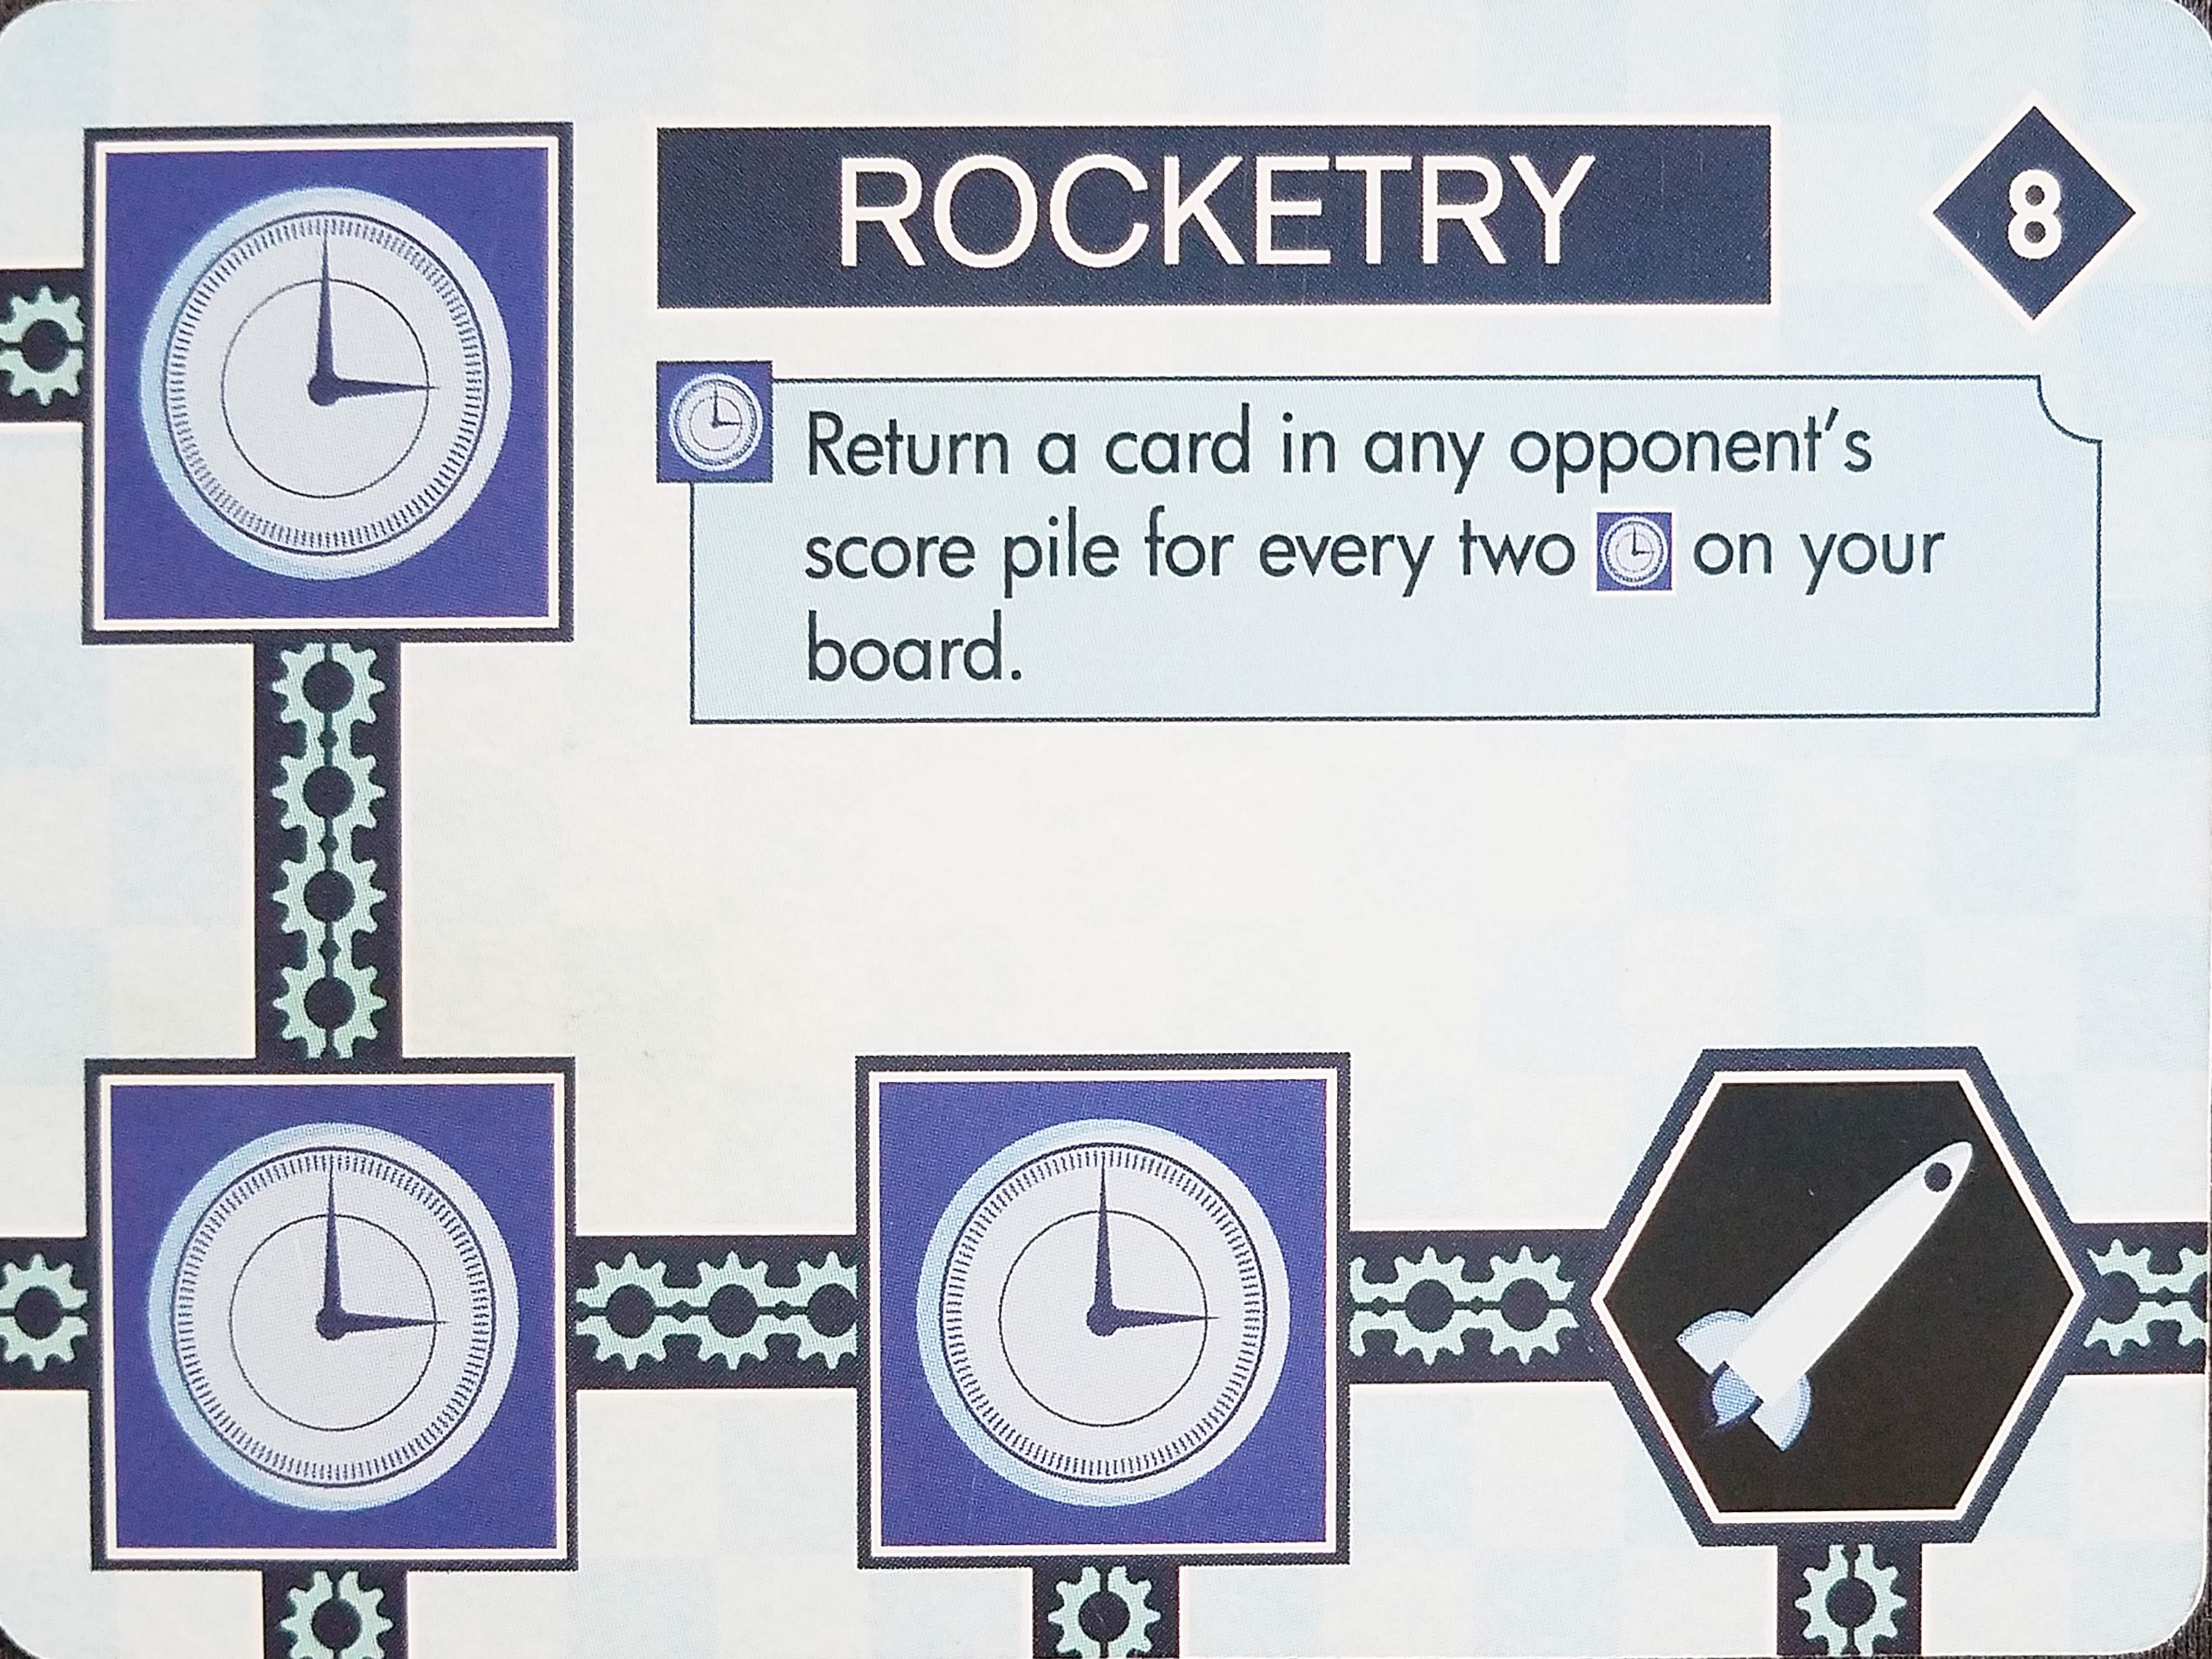 ROCKETRY
8
Return a card in any opponent's
score pile for every two on your
board.